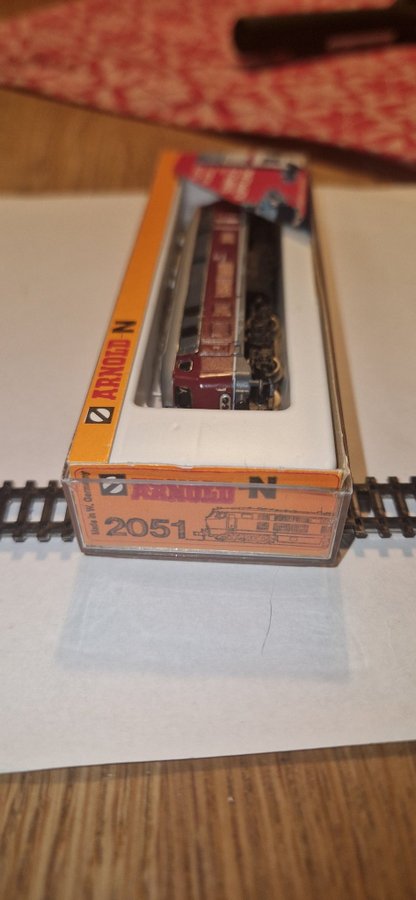 ARNOLD N
ARNOLD N
Made in W. Germany
2051